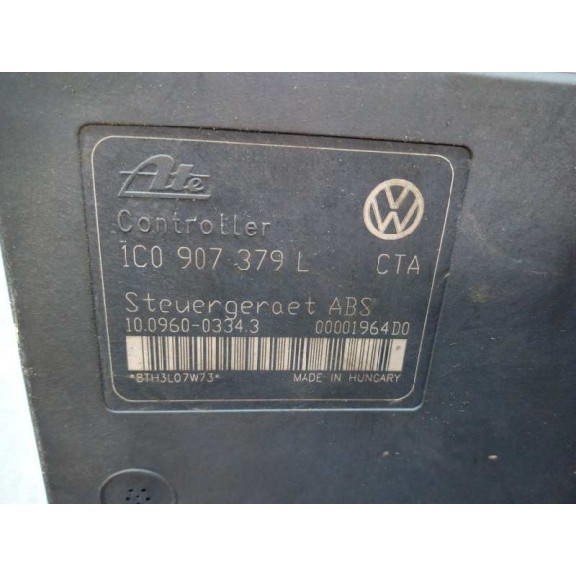 Ate
Controller
1C0 907 379 L CTA
Steuergeraet ABS
10.0960-0334.3 00001964D0
*8TH3L07W73* MADE IN HUNGARY